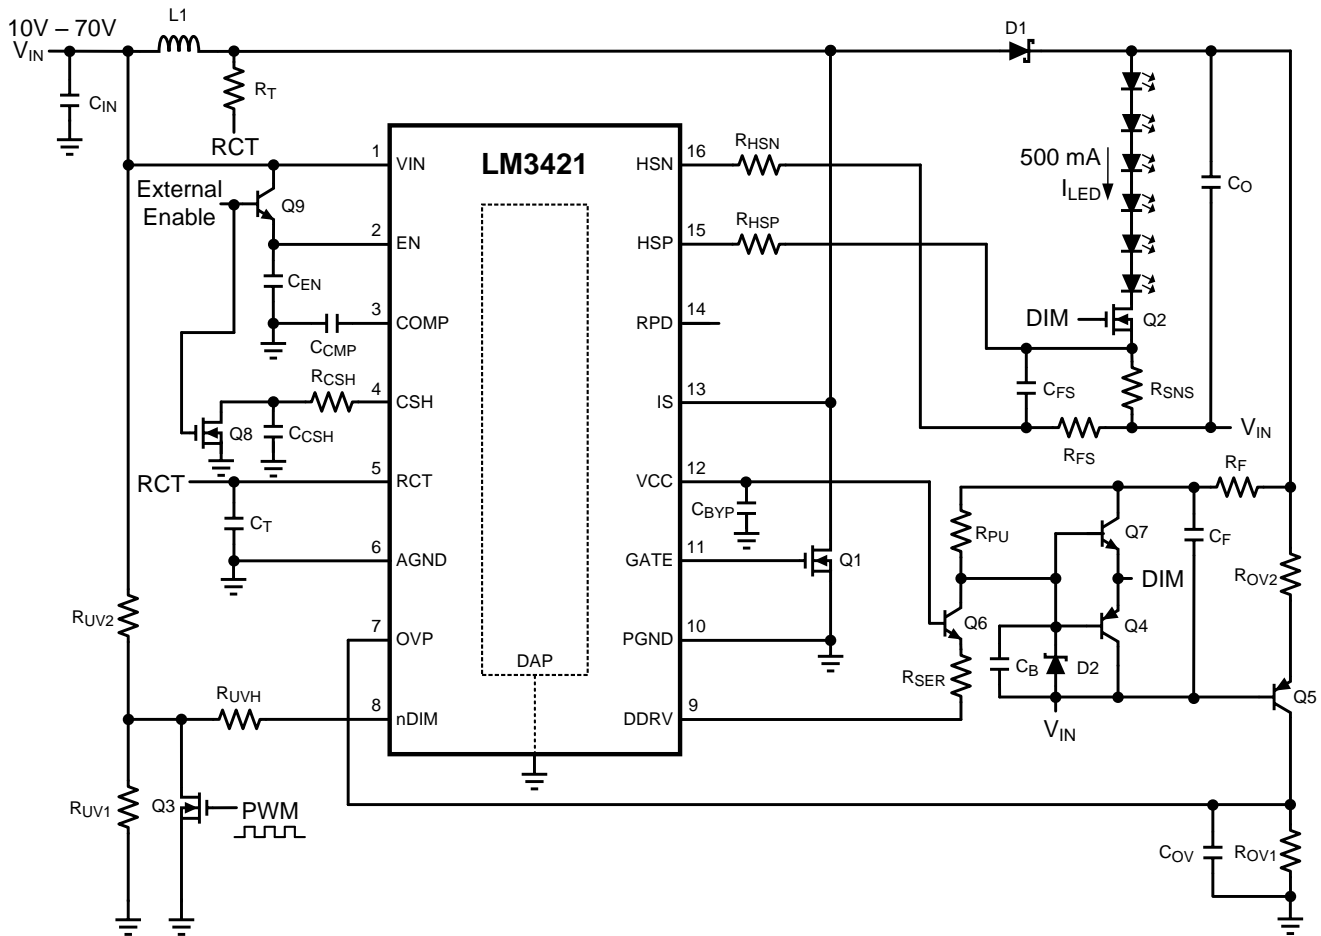 10V – 70V
VIN
L1
D1
CIN
RT
RCT
LM3421
1
VIN
External
Enable
Q9
2
EN
CEN
3
COMP
CCMP
RCSH
4
CSH
Q8
CCSH
RCT
5
RCT
CT
6
AGND
RUV2
7
OVP
RUVH
8
nDIM
RUV1
Q3
PWM
DAP
16
HSN
RHSN
15
HSP
RHSP
14
RPD
13
IS
12
VCC
CBYP
11
GATE
Q1
10
PGND
9
DDRV
500 mA
ILED
CO
DIM
Q2
CFS
RSNS
RFS
VIN
RF
RPU
Q7
CF
DIM
ROV2
Q6
Q4
CB
D2
RSER
VIN
Q5
COV
ROV1